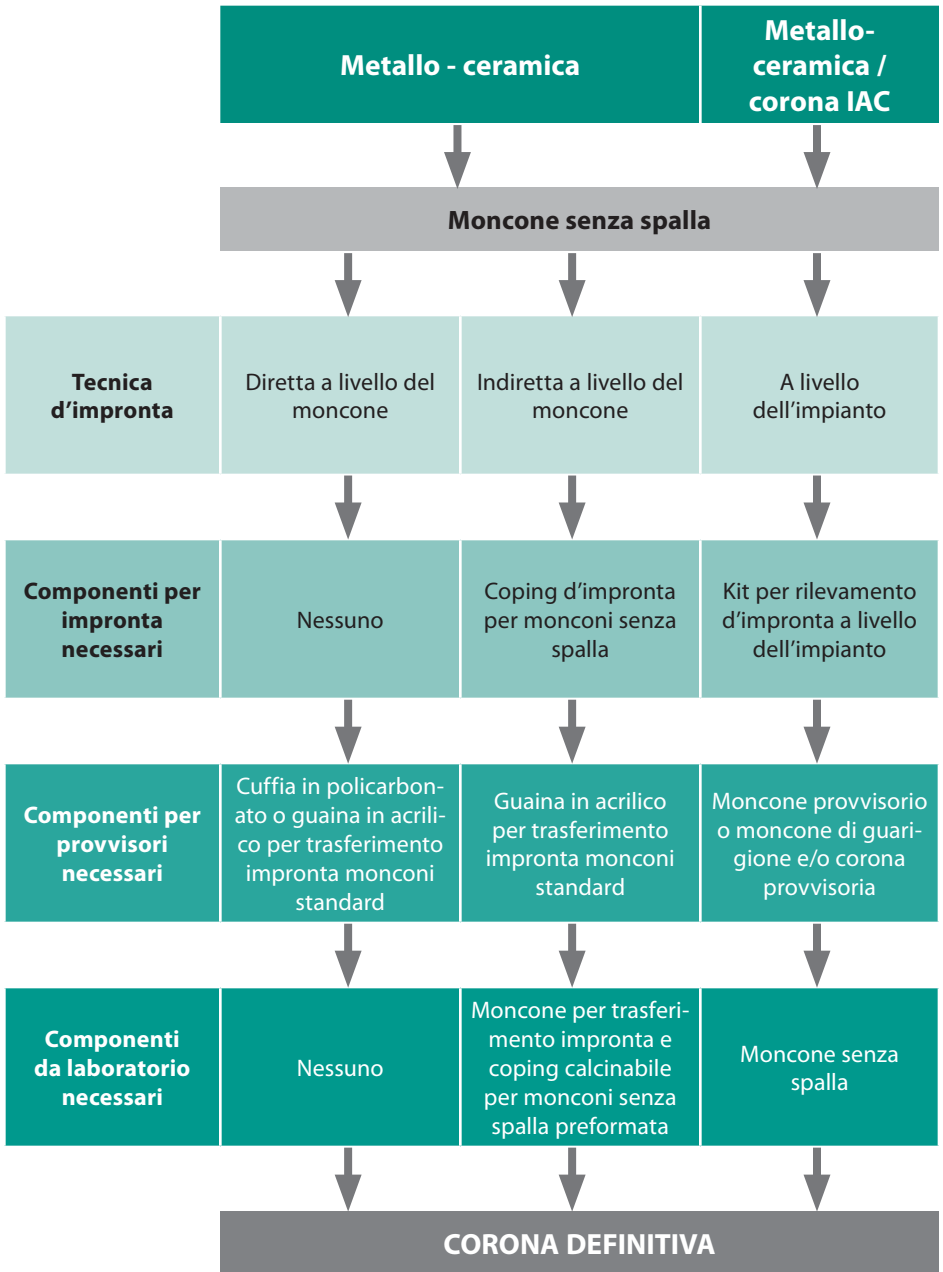 Metallo - ceramica
Metallo-
ceramica /
corona IAC
Moncone senza spalla
Tecnica
d’impronta
Diretta a livello del
moncone
Indiretta a livello del
moncone
A livello
dell’impianto
Componenti per
impronta
necessari
Nessuno
Coping d’impronta
per monconi senza
spalla
Kit per rilevamento
d’impronta a livello
dell’impianto
Componenti per
provvisori
necessari
Cuffia in policarbon-
ato o guaina in acrili-
co per trasferimento
impronta monconi
standard
Guaina in acrilico
per trasferimento
impronta monconi
standard
Moncone provvisorio
o moncone di guari-
gione e/o corona
provvisoria
Componenti
da laboratorio
necessari
Nessuno
Moncone per trasferi-
mento impronta e
coping calcinabile
per monconi senza
spalla preformata
Moncone senza
spalla
CORONA DEFINITIVA